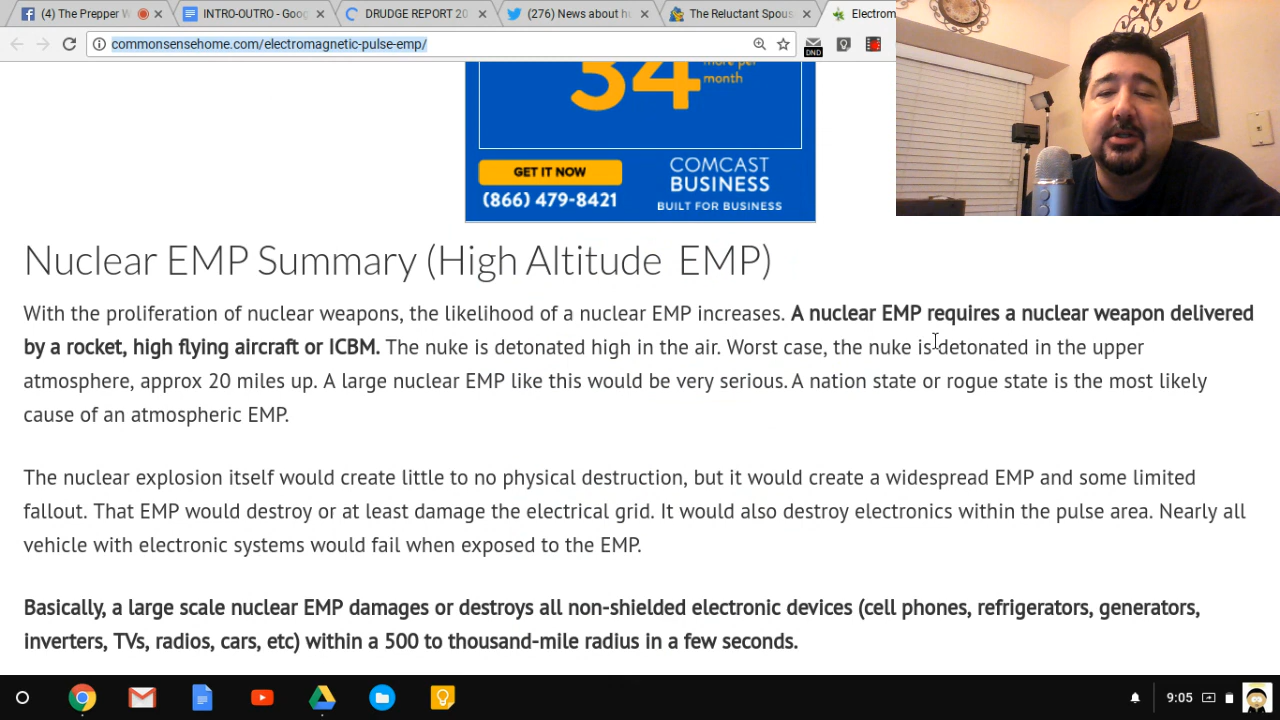 (4) The Prepper W
INTRO-OUTRO - Goog
DRUDGE REPORT 20
(276) News about hu
The Reluctant Spous
Electrom
commonsensehome.com/electromagnetic-pulse-emp/
DND
34
more per
month
GET IT NOW
(866) 479-8421
COMCAST
BUSINESS
BUILT FOR BUSINESS
Nuclear EMP Summary (High Altitude EMP)
With the proliferation of nuclear weapons, the likelihood of a nuclear EMP increases. A nuclear EMP requires a nuclear weapon delivered
by a rocket, high flying aircraft or ICBM. The nuke is detonated high in the air. Worst case, the nuke is detonated in the upper
atmosphere, approx 20 miles up. A large nuclear EMP like this would be very serious. A nation state or rogue state is the most likely
cause of an atmospheric EMP.
The nuclear explosion itself would create little to no physical destruction, but it would create a widespread EMP and some limited
fallout. That EMP would destroy or at least damage the electrical grid. It would also destroy electronics within the pulse area. Nearly all
vehicle with electronic systems would fail when exposed to the EMP.
Basically, a large scale nuclear EMP damages or destroys all non-shielded electronic devices (cell phones, refrigerators, generators,
inverters, TVs, radios, cars, etc) within a 500 to thousand-mile radius in a few seconds.
9:05